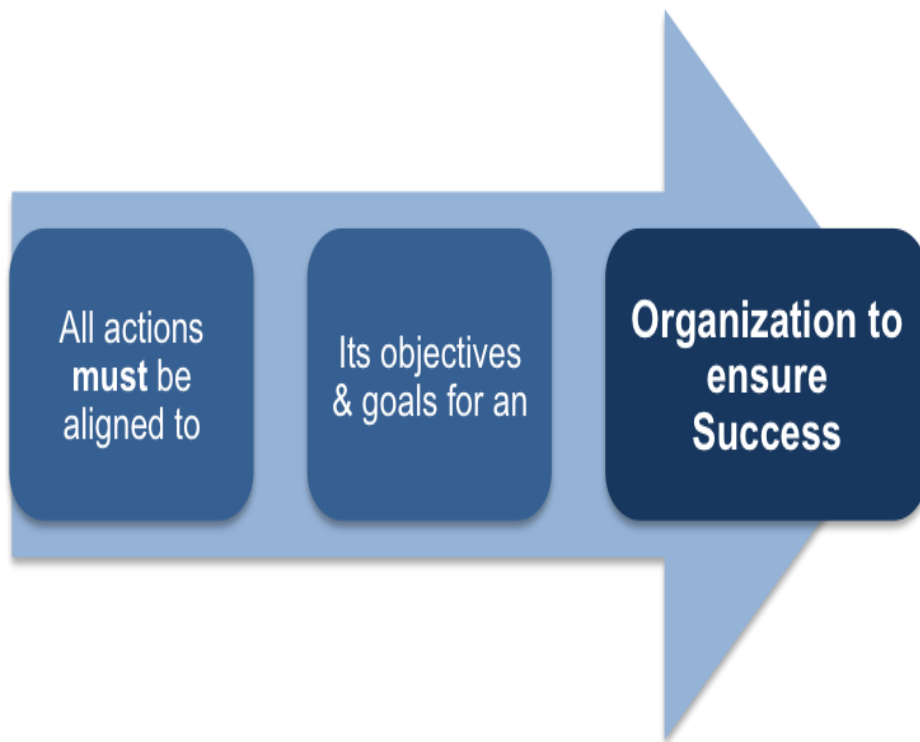 All actions
must be
aligned to
Its objectives
& goals for an
Organization to
ensure
Success